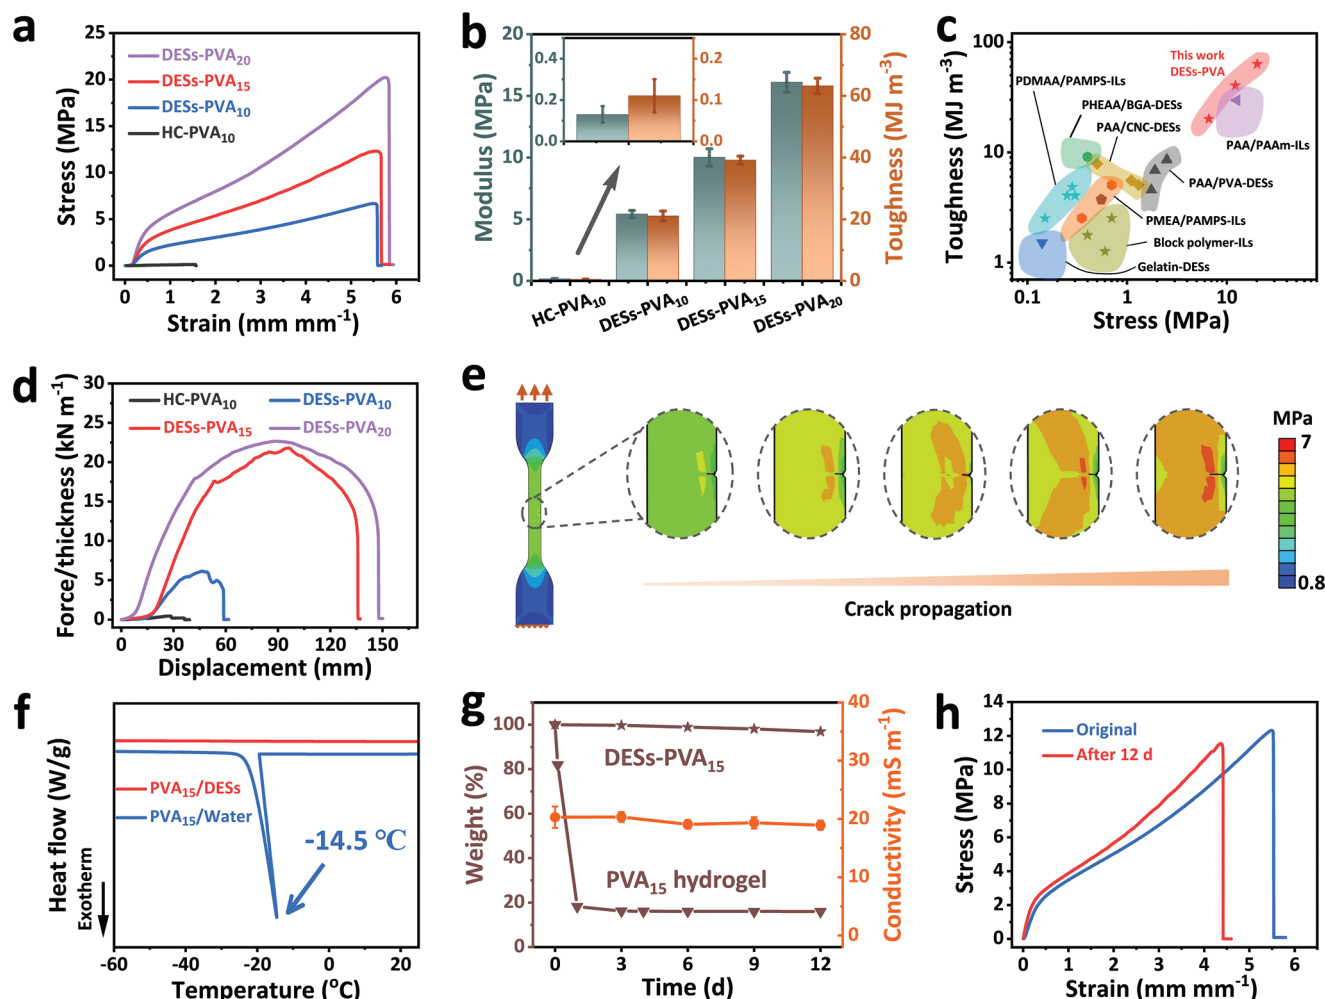 a
25
20
15
10
5
0
Stress (MPa)
DESs-PVA20
DESs-PVA15
DESs-PVA10
HC-PVA10
0 1 2 3 4 5 6
Strain (mm mm-1)
b
20
15
10
5
0
Modulus (MPa)
0.4
0.2
0.0
0.2
0.1
0.0
80
60
40
20
0
Toughness (MJ m-3)
HC-PVA10
DESs-PVA10
DESs-PVA15
DESs-PVA20
c
100
10
1
Toughness (MJ m-3)
This work
DESs-PVA
PDMAA/PAMPS-ILs
PHEAA/BGA-DESs
PAA/CNC-DESs
PAA/PAAm-ILs
PAA/PVA-DESs
PMEA/PAMPS-ILs
Block polymer-ILs
Gelatin-DESs
0.1 1 10
Stress (MPa)
d
30
25
20
15
10
5
0
Force/thickness (kN m-1)
HC-PVA10 DESs-PVA10
DESs-PVA15 DESs-PVA20
0 30 60 90 120 150
Displacement (mm)
e
Crack propagation
MPa
7
0.8
f
Heat flow (W/g)
Exotherm
PVA15/DESs
PVA15/Water
-14.5 °C
-60 -40 -20 0 20
Temperature (oC)
g
100
80
60
40
20
0
Weight (%)
DESs-PVA15
PVA15 hydrogel
40
30
20
10
0
Conductivity (mS m-1)
0 3 6 9 12
Time (d)
h
14
12
10
8
6
4
2
0
Stress (MPa)
Original
After 12 d
0 1 2 3 4 5 6
Strain (mm mm-1)